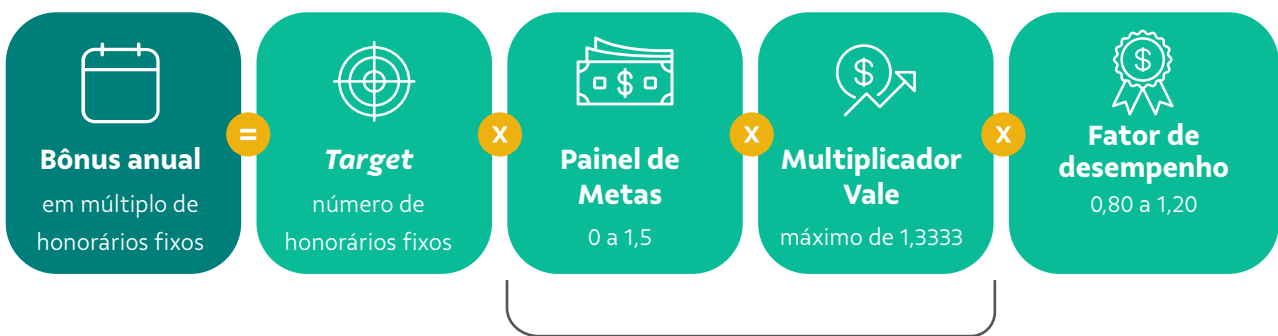 Bônus anual
em múltiplo de
honorários fixos
=
Target
número de
honorários fixos
x
$
Painel de
Metas
0 a 1,5
x
$
Multiplicador
Vale
máximo de 1,3333
x
$
Fator de
desempenho
0,80 a 1,20